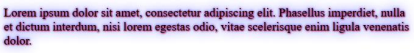 Lorem ipsum dolor sit amet, consectetur adipiscing elit. Phasellus imperdiet, nulla
et dictum interdum, nisi lorem egestas odio, vitae scelerisque enim ligula venenatis
dolor.